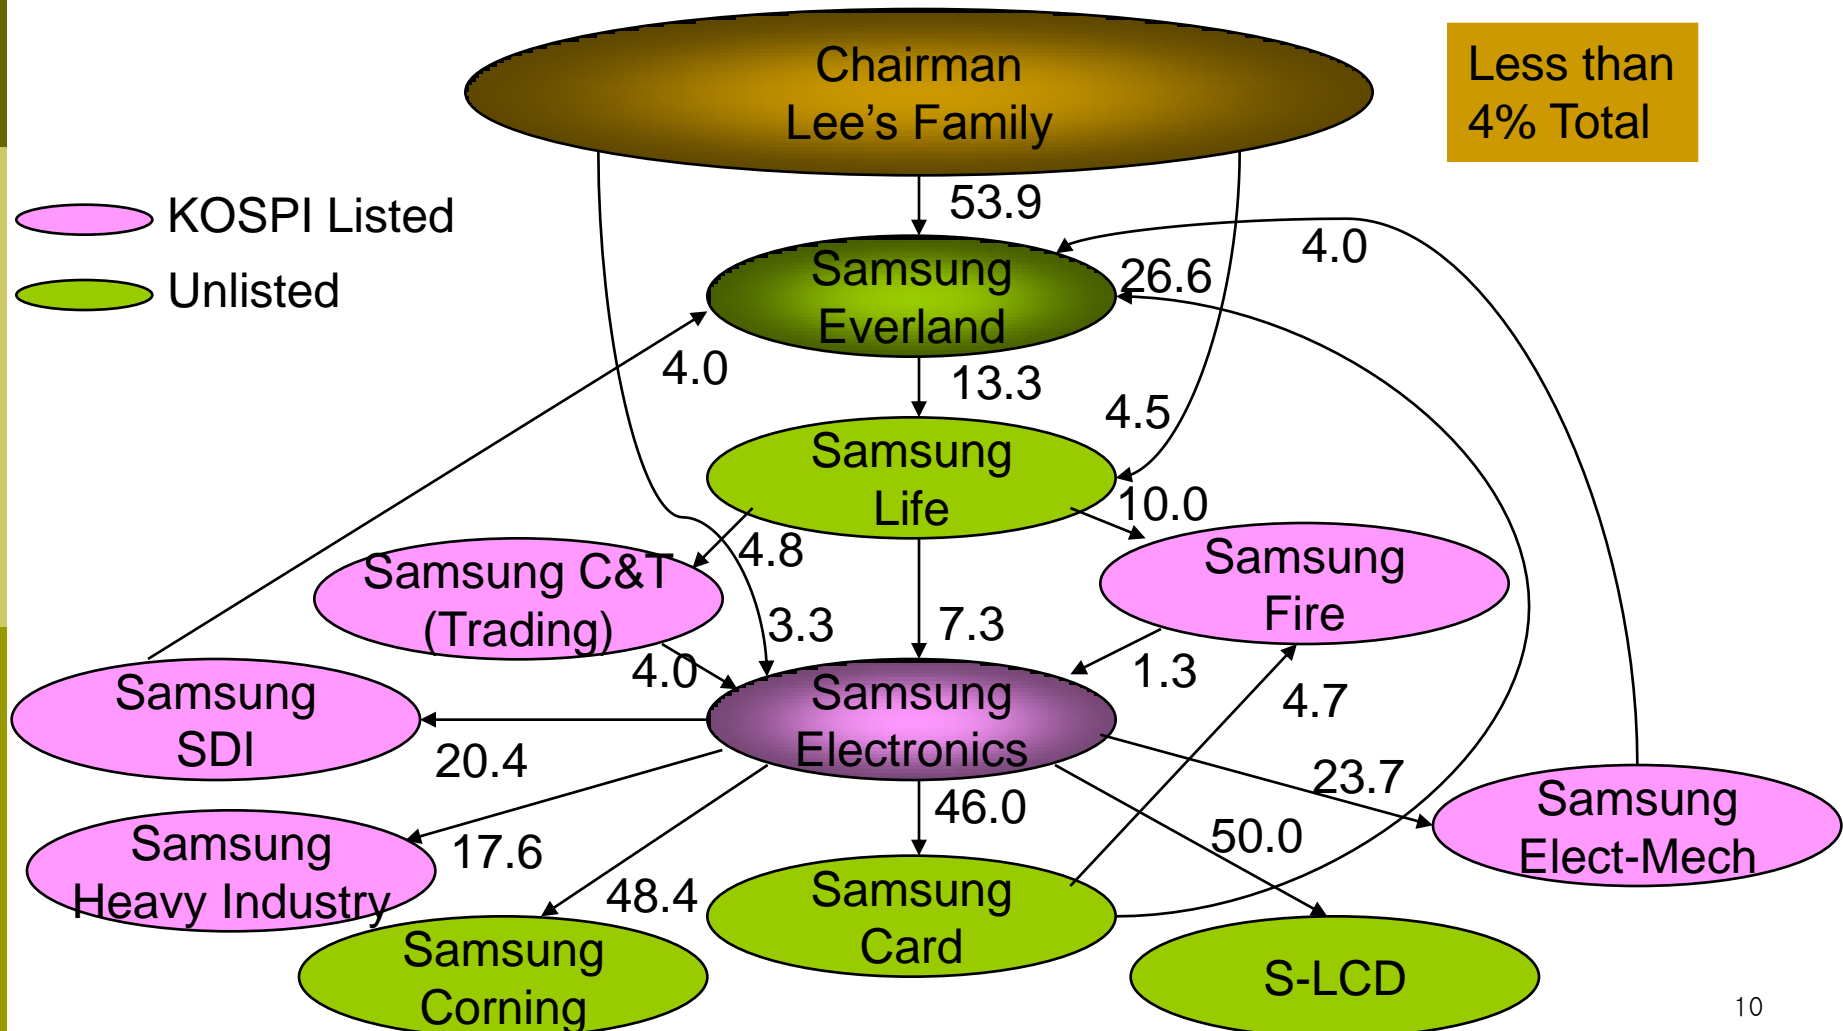 Chairman
Lee’s Family
Less than
4% Total
KOSPI Listed
Unlisted
53.9
4.0
Samsung
Everland
26.6
4.0
13.3
4.5
Samsung
Life
10.0
4.8
Samsung C&T
(Trading)
Samsung
Fire
3.3
7.3
4.0
1.3
Samsung
SDI
Samsung
Electronics
4.7
20.4
23.7
46.0
50.0
Samsung
Elect-Mech
Samsung
Heavy Industry
17.6
48.4
Samsung
Card
Samsung
Corning
S-LCD
10